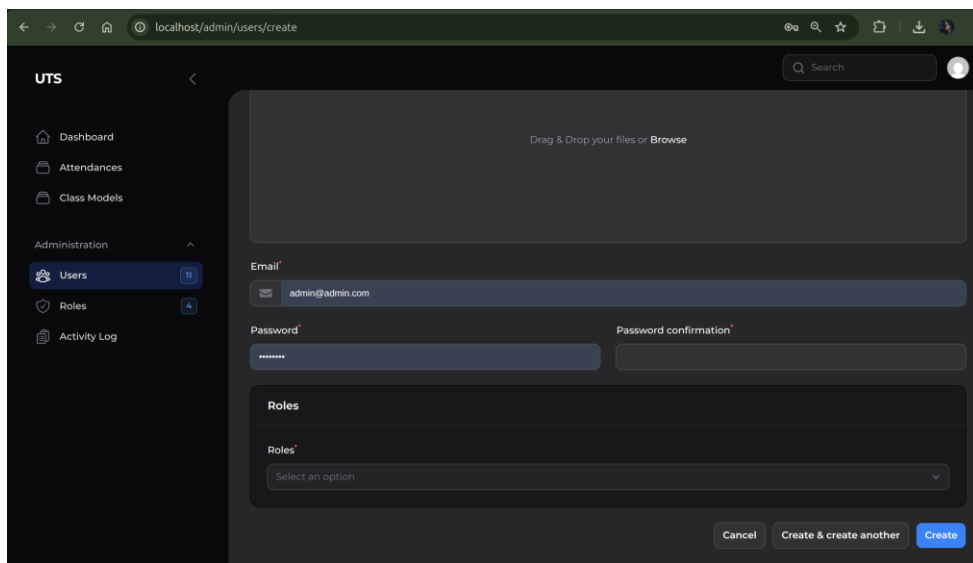 localhost/admin/users/create
UTS
Search
Dashboard
Attendances
Class Models
Administration
Users 11
Roles 4
Activity Log
Drag & Drop your files or Browse
Email*
admin@admin.com
Password* Password confirmation*
••••••••
Roles
Roles*
Select an option
Cancel Create & create another Create